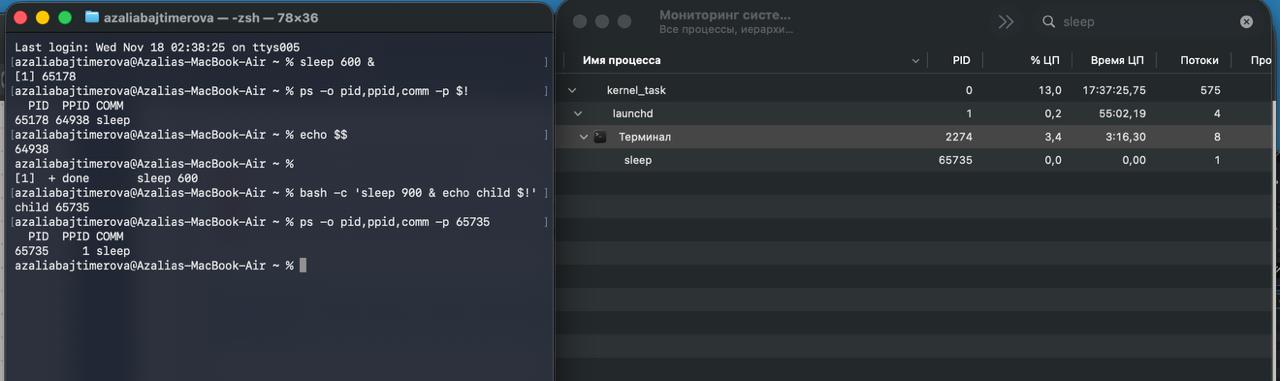 azaliabajtimerova — -zsh — 78×36
Last login: Wed Nov 18 02:38:25 on ttys005
[azaliabajtimerova@Azalias-MacBook-Air ~ % sleep 600 & ]
[1] 65178
[azaliabajtimerova@Azalias-MacBook-Air ~ % ps -o pid,ppid,comm -p $! ]
  PID  PPID COMM
65178 64938 sleep
[azaliabajtimerova@Azalias-MacBook-Air ~ % echo $$ ]
64938
azaliabajtimerova@Azalias-MacBook-Air ~ %
[1]  + done       sleep 600
[azaliabajtimerova@Azalias-MacBook-Air ~ % bash -c 'sleep 900 & echo child $!' ]
child 65735
[azaliabajtimerova@Azalias-MacBook-Air ~ % ps -o pid,ppid,comm -p 65735 ]
  PID  PPID COMM
65735     1 sleep
azaliabajtimerova@Azalias-MacBook-Air ~ %
Мониторинг систе...
Все процессы, иерархи...
sleep
Имя процесса PID % ЦП Время ЦП Потоки Про
kernel_task 0 13,0 17:37:25,75 575
launchd 1 0,2 55:02,19 4
Терминал 2274 3,4 3:16,30 8
sleep 65735 0,0 0,00 1